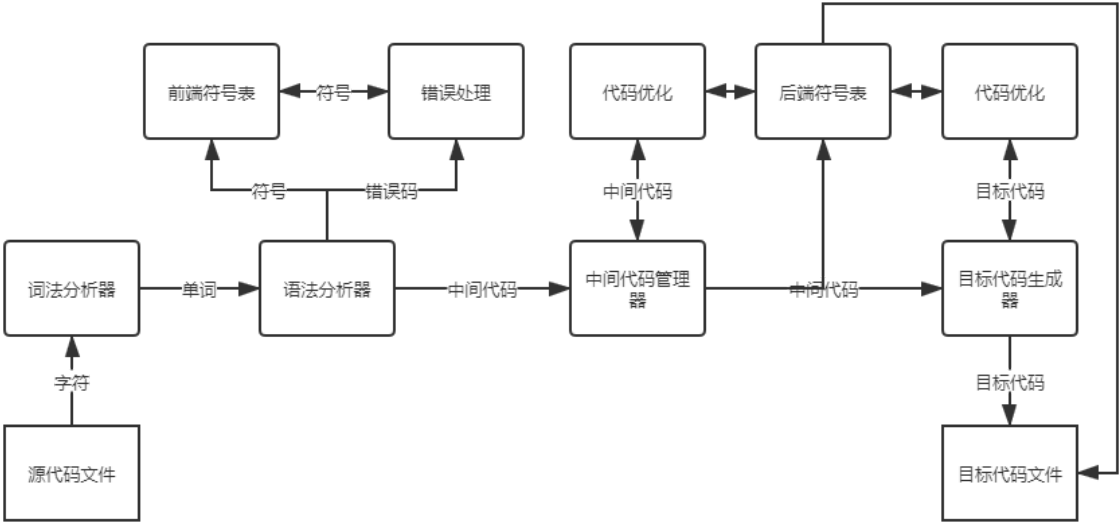 前端符号表
符号
错误处理
代码优化
后端符号表
代码优化
符号
错误码
中间代码
目标代码
词法分析器
单词
语法分析器
中间代码
中间代码管理
器
中间代码
目标代码生成
器
字符
目标代码
源代码文件
目标代码文件